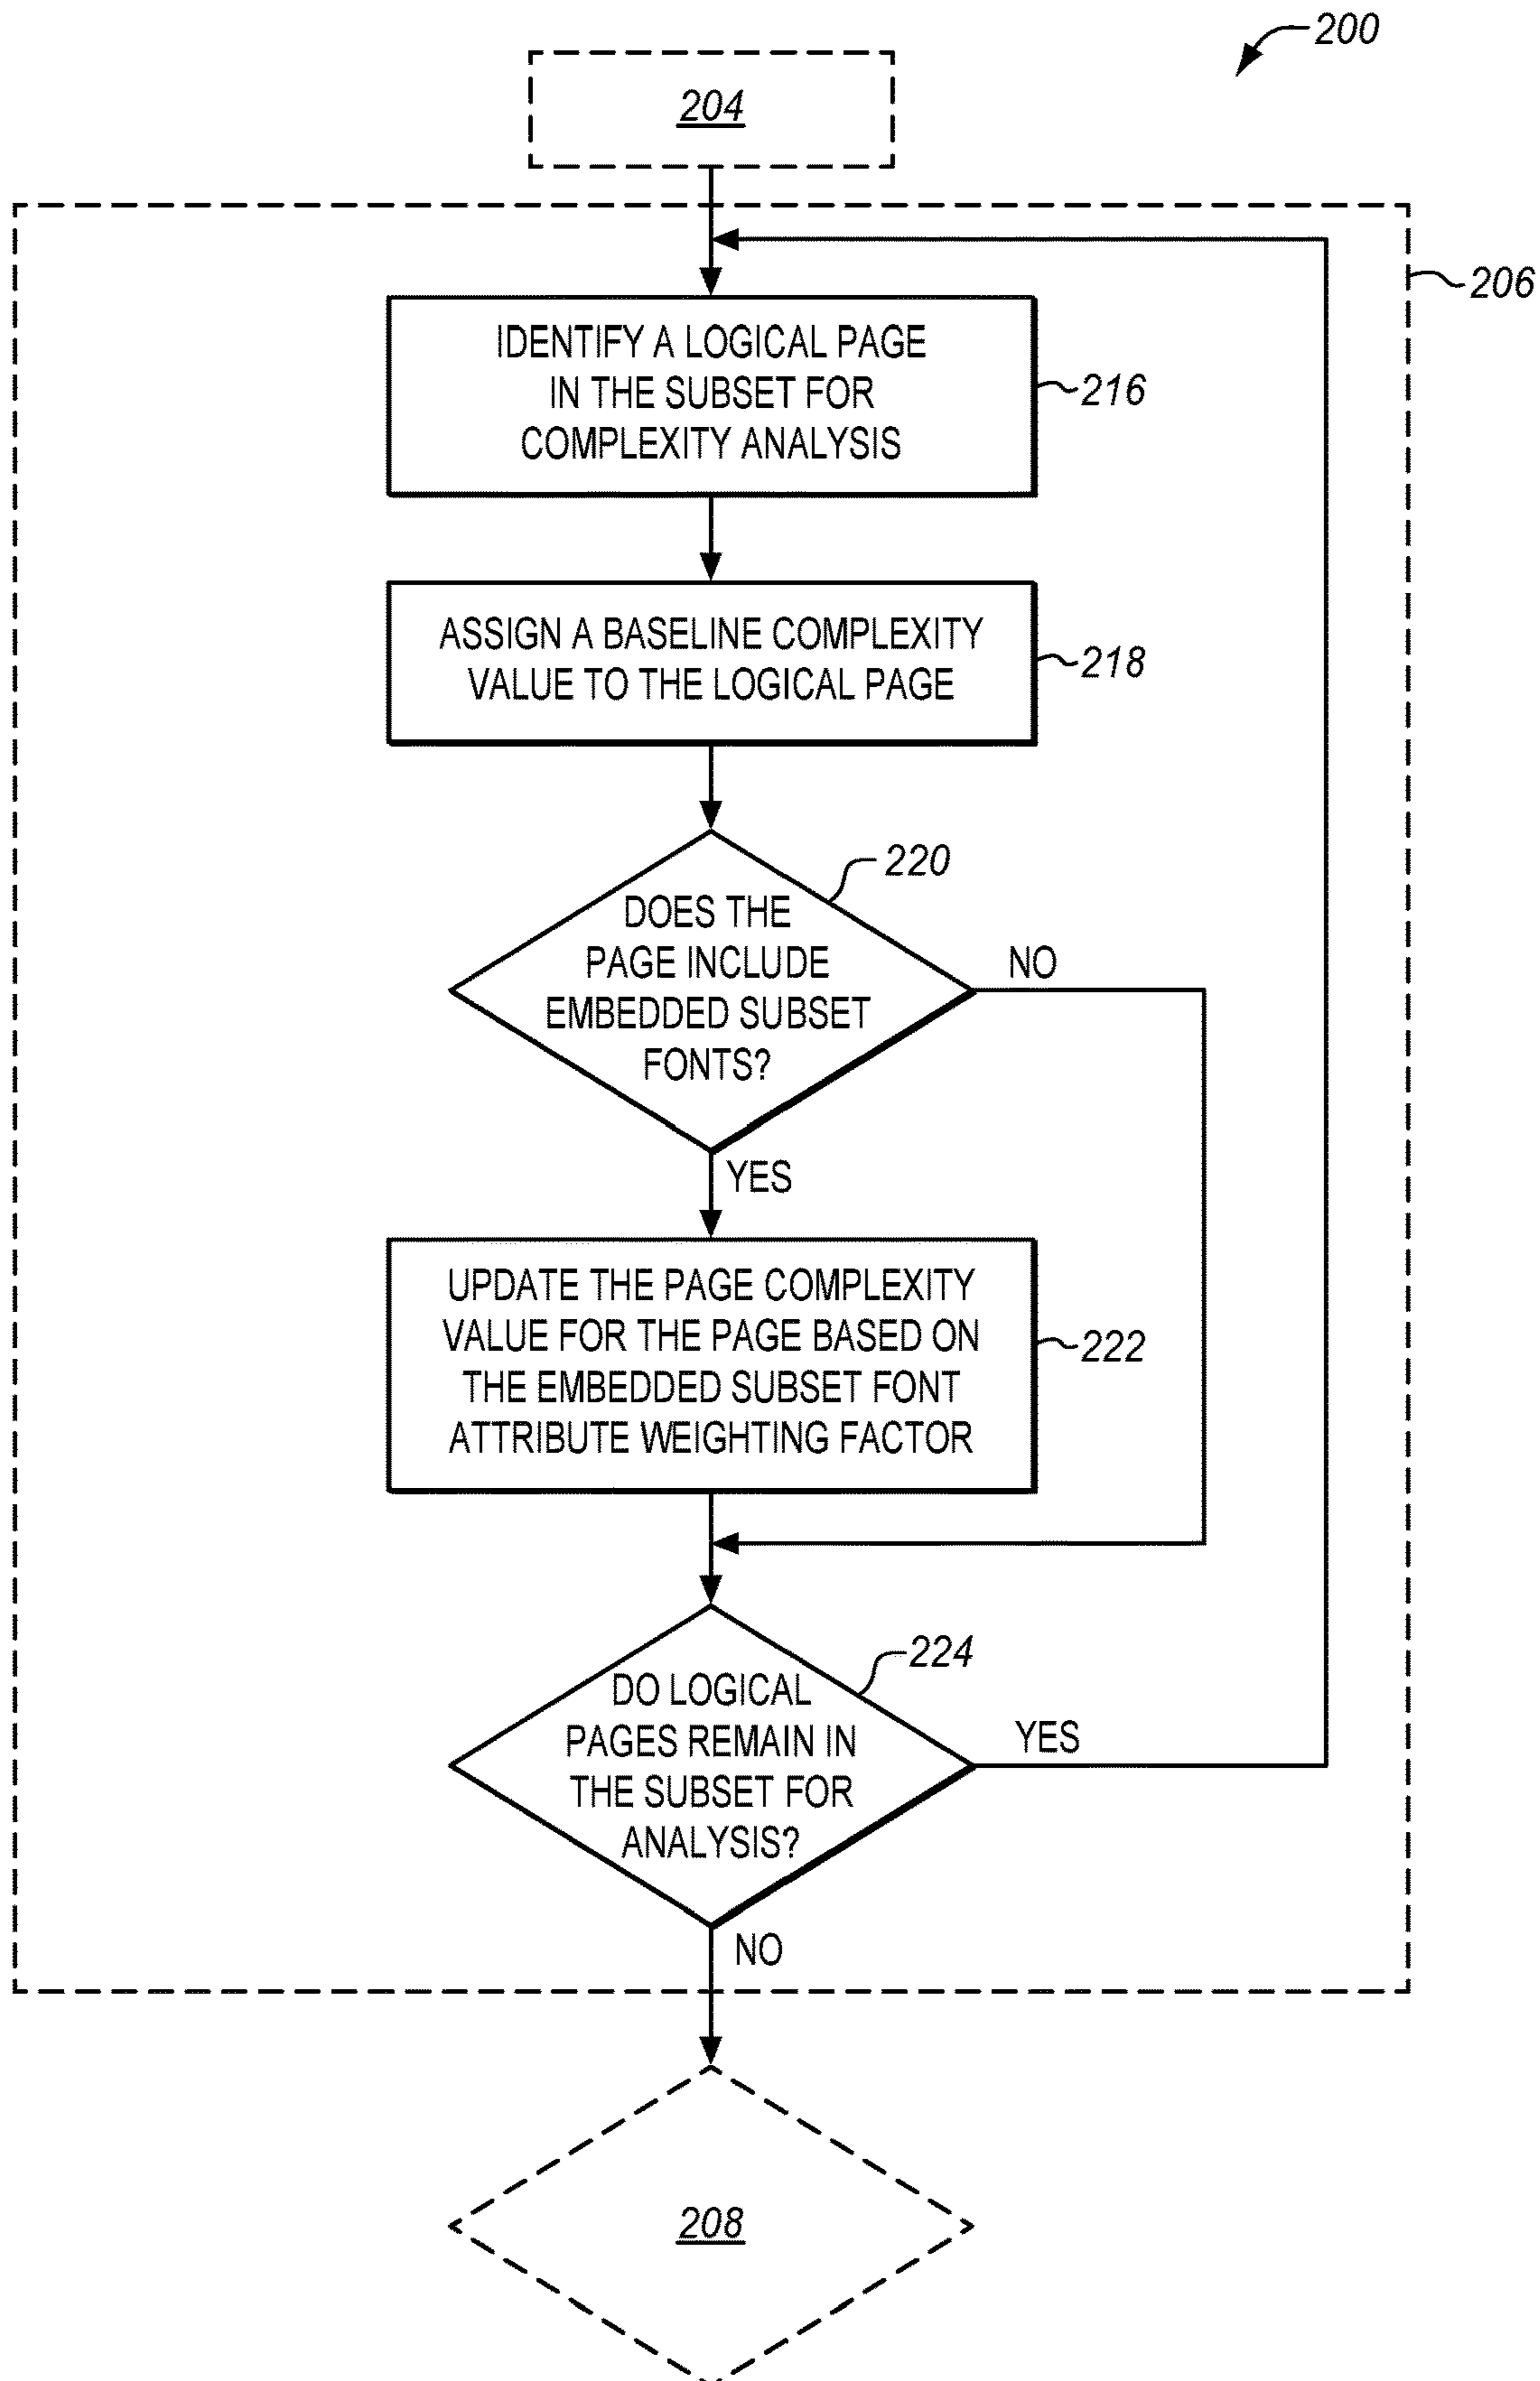 200
204
206
IDENTIFY A LOGICAL PAGE
IN THE SUBSET FOR
COMPLEXITY ANALYSIS
216
ASSIGN A BASELINE COMPLEXITY
VALUE TO THE LOGICAL PAGE
218
220
DOES THE
PAGE INCLUDE
EMBEDDED SUBSET
FONTS?
NO
YES
UPDATE THE PAGE COMPLEXITY
VALUE FOR THE PAGE BASED ON
THE EMBEDDED SUBSET FONT
ATTRIBUTE WEIGHTING FACTOR
222
224
DO LOGICAL
PAGES REMAIN IN
THE SUBSET FOR
ANALYSIS?
YES
NO
208